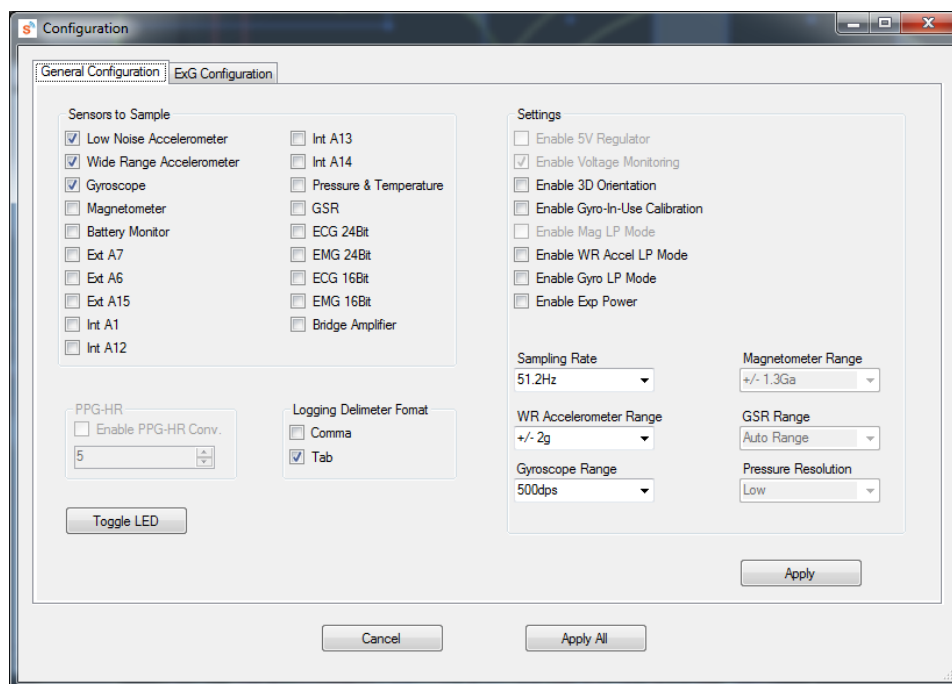 Configuration
General Configuration
ExG Configuration
Sensors to Sample
Low Noise Accelerometer
Wide Range Accelerometer
Gyroscope
Magnetometer
Battery Monitor
Ext A7
Ext A6
Ext A15
Int A1
Int A12
Int A13
Int A14
Pressure & Temperature
GSR
ECG 24Bit
EMG 24Bit
ECG 16Bit
EMG 16Bit
Bridge Amplifier
PPG-HR
Enable PPG-HR Conv.
5
Logging Delimeter Fomat
Comma
Tab
Toggle LED
Settings
Enable 5V Regulator
Enable Voltage Monitoring
Enable 3D Orientation
Enable Gyro-In-Use Calibration
Enable Mag LP Mode
Enable WR Accel LP Mode
Enable Gyro LP Mode
Enable Exp Power
Sampling Rate
51.2Hz
WR Accelerometer Range
+/- 2g
Gyroscope Range
500dps
Magnetometer Range
+/- 1.3Ga
GSR Range
Auto Range
Pressure Resolution
Low
Apply
Cancel
Apply All